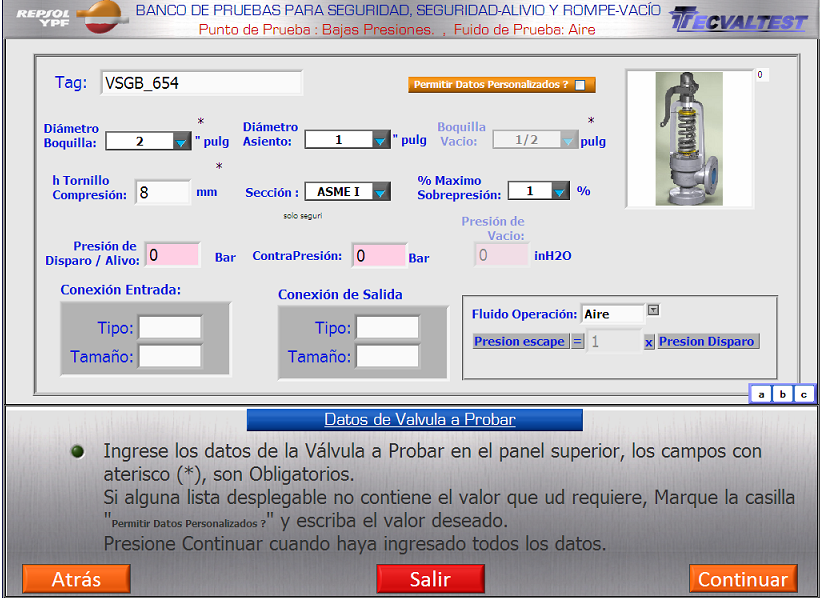 REPSOL
YPF
BANCO DE PRUEBAS PARA SEGURIDAD, SEGURIDAD-ALIVIO Y ROMPE-VACÍO
Punto de Prueba : Bajas Presiones. , Fuido de Prueba: Aire
TECVALTEST
Tag: VSGB_654
Permitir Datos Personalizados ?
0
Diámetro
Boquilla: 2 " pulg *
Diámetro
Asiento: 1 " pulg
Boquilla
Vacio: 1/2 pulg *
h Tornillo
Compresión: 8 mm *
Sección : ASME I
solo seguri
% Maximo
Sobrepresión: 1 %
Presión de
Disparo / Alivo: 0 Bar
ContraPresión: 0 Bar
Presión de
Vacio: 0 inH2O
Conexión Entrada:
Tipo:
Tamaño:
Conexión de Salida
Tipo:
Tamaño:
Fluido Operación: Aire
Presion escape = 1 x Presion Disparo
a b c
Datos de Valvula a Probar
Ingrese los datos de la Válvula a Probar en el panel superior, los campos con
aterisco (*), son Obligatorios.
Si alguna lista desplegable no contiene el valor que ud requiere, Marque la casilla
"Permitir Datos Personalizados ?" y escriba el valor deseado.
Presione Continuar cuando haya ingresado todos los datos.
Atrás
Salir
Continuar